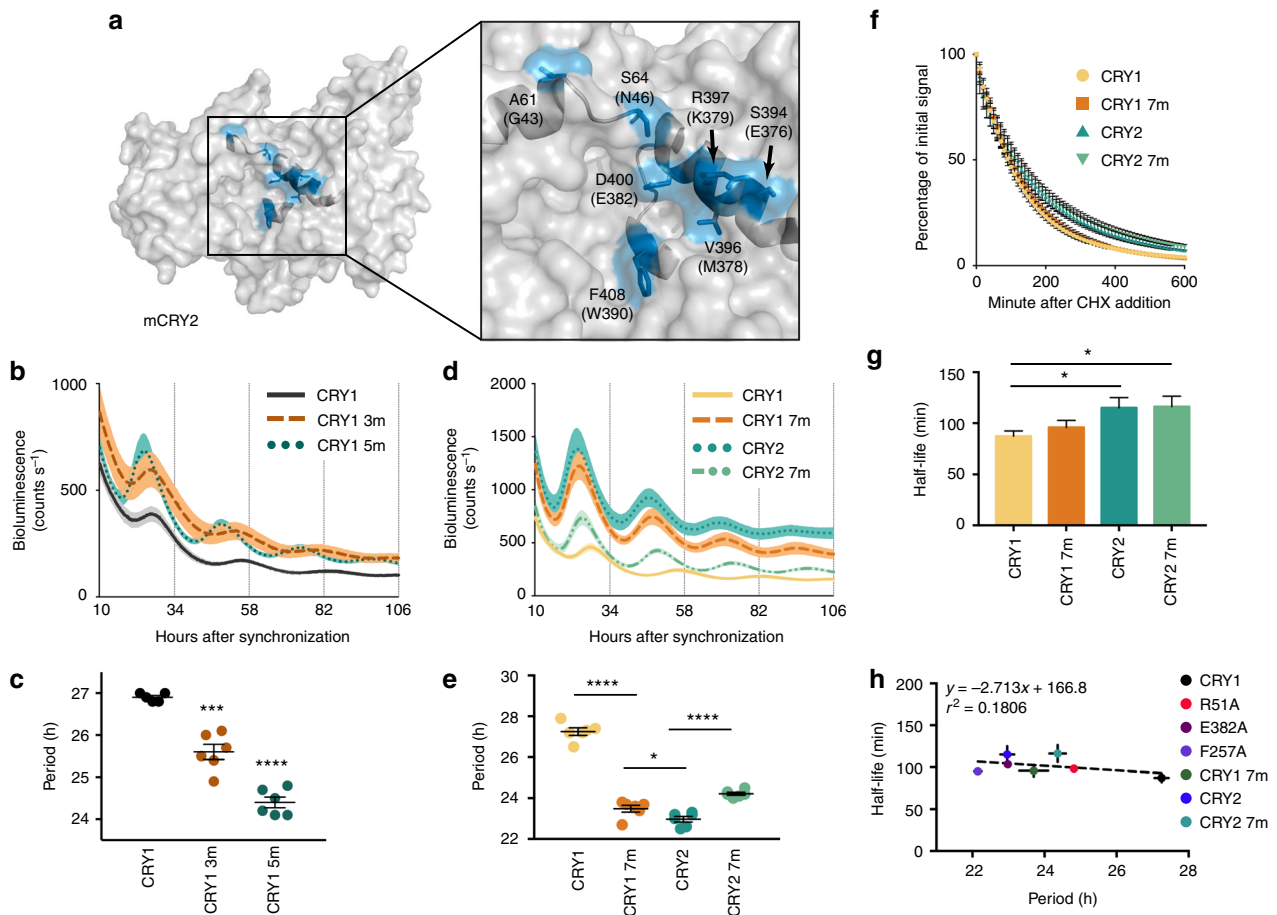 a
A61
(G43)
S64
(N46)
R397
(K379)
S394
(E376)
D400
(E382)
V396
(M378)
F408
(W390)
mCRY2
f
Percentage of initial signal
100
50
0
0
200
400
600
Minute after CHX addition
CRY1
CRY1 7m
CRY2
CRY2 7m
b
Bioluminescence
(counts s⁻¹)
1000
500
0
10
34
58
82
106
Hours after synchronization
CRY1
CRY1 3m
CRY1 5m
d
Bioluminescence
(counts s⁻¹)
2000
1500
1000
500
0
10
34
58
82
106
Hours after synchronization
CRY1
CRY1 7m
CRY2
CRY2 7m
g
Half-life (min)
150
100
50
0
*
*
CRY1
CRY1 7m
CRY2
CRY2 7m
c
Period (h)
27
26
25
24
***
****
CRY1
CRY1 3m
CRY1 5m
e
Period (h)
30
28
26
24
22
****
*
****
CRY1
CRY1 7m
CRY2
CRY2 7m
h
Half-life (min)
200
150
100
50
0
y = –2.713x + 166.8
r² = 0.1806
22
24
26
28
Period (h)
CRY1
R51A
E382A
F257A
CRY1 7m
CRY2
CRY2 7m